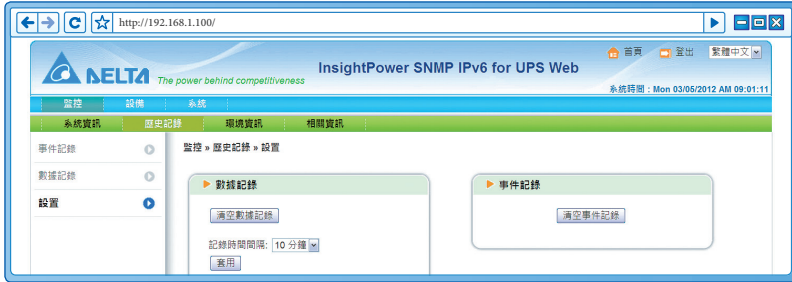 http://192.168.1.100/
首頁 登出 繁體中文
DELTA
The power behind competitiveness
InsightPower SNMP IPv6 for UPS Web
系統時間 : Mon 03/05/2012 AM 09:01:11
監控 設備 系統
系統資訊 歷史記錄 環境資訊 相關資訊
事件記錄
數據記錄
設置
監控 » 歷史記錄 » 設置
數據記錄
清空數據記錄
記錄時間間隔: 10 分鐘
套用
事件記錄
清空事件記錄